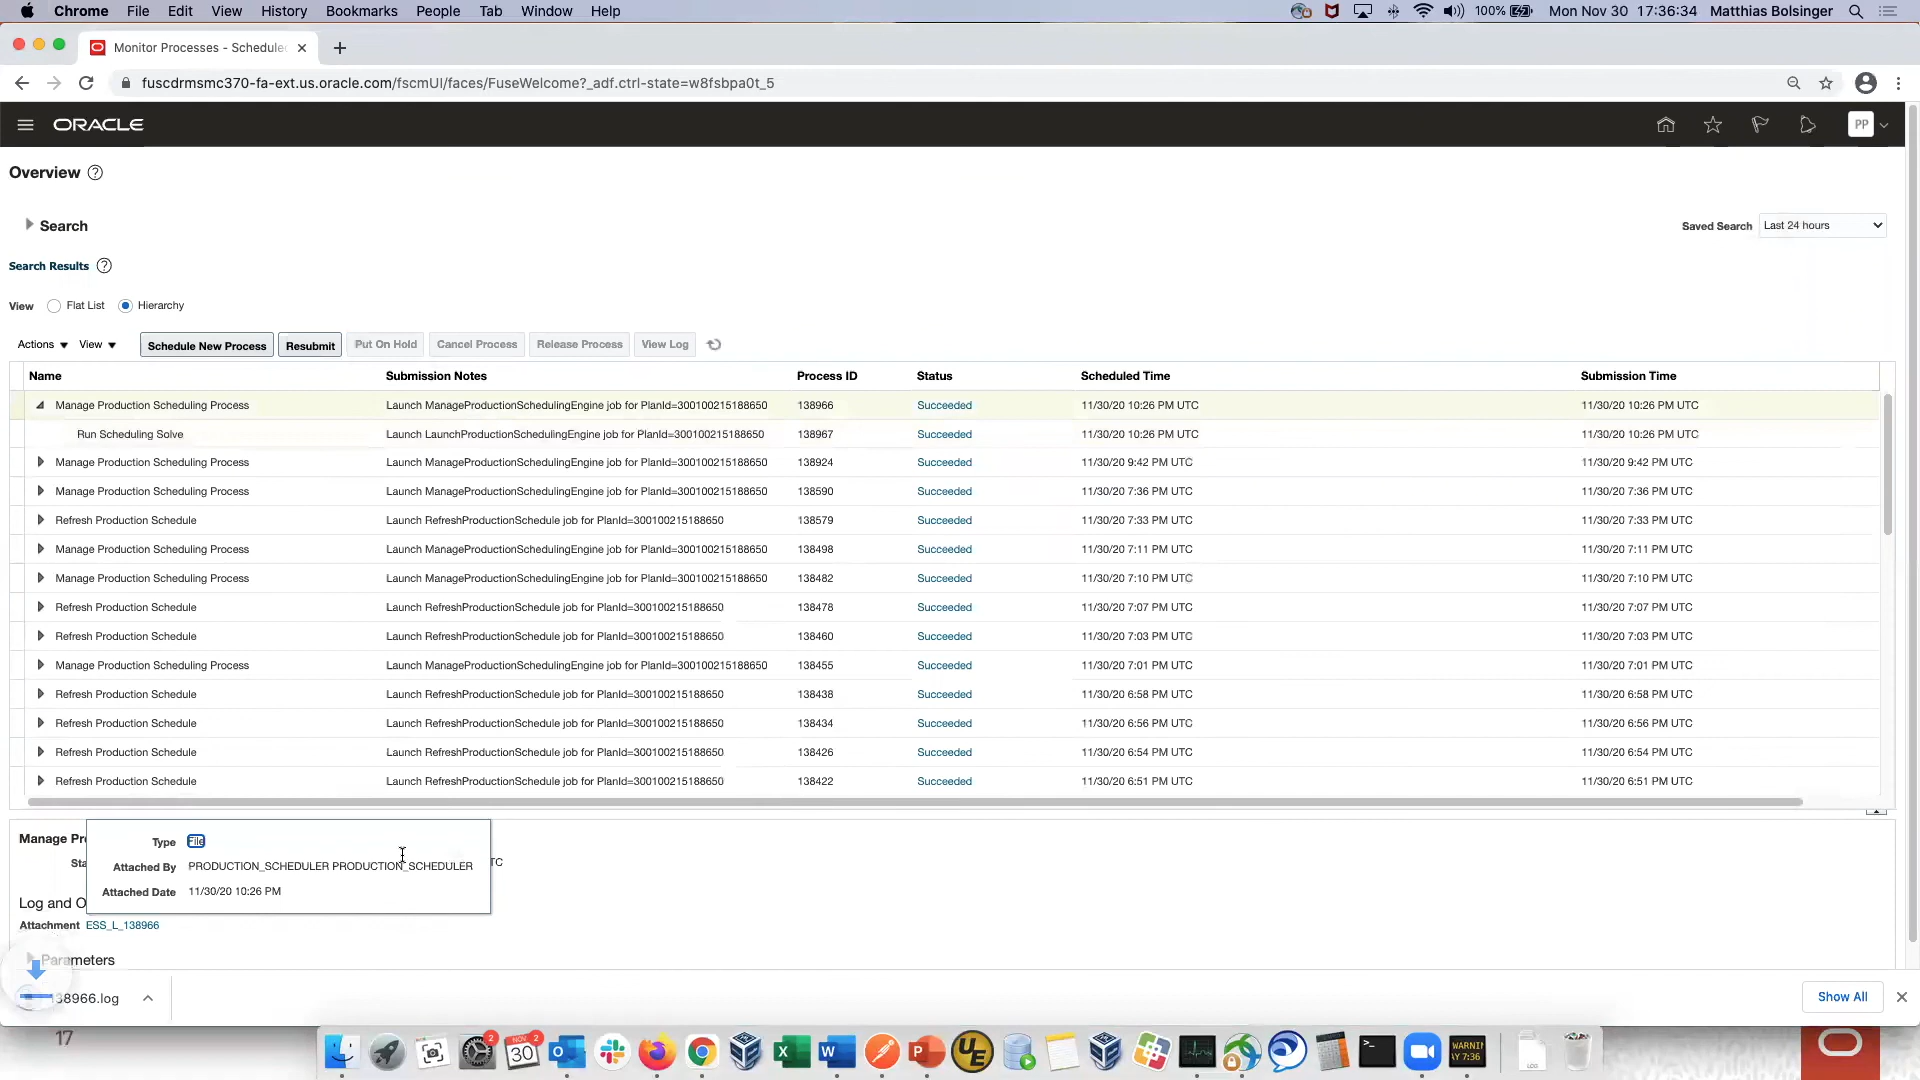 Chrome File Edit View History Bookmarks People Tab Window Help 100% Mon Nov 30 17:36:34 Matthias Bolsinger
Monitor Processes - Schedule
fuscdrmsmc370-fa-ext.us.oracle.com/fscmUI/faces/FuseWelcome?_adf.ctrl-state=w8fsbpa0t_5
ORACLE PP
Overview ?
Search Saved Search Last 24 hours
Search Results ?
View Flat List Hierarchy
Actions View Schedule New Process Resubmit Put On Hold Cancel Process Release Process View Log
Name Submission Notes Process ID Status Scheduled Time Submission Time
Manage Production Scheduling Process Launch ManageProductionSchedulingEngine job for PlanId=300100215188650 138966 Succeeded 11/30/20 10:26 PM UTC 11/30/20 10:26 PM UTC
Run Scheduling Solve Launch LaunchProductionSchedulingEngine job for PlanId=300100215188650 138967 Succeeded 11/30/20 10:26 PM UTC 11/30/20 10:26 PM UTC
Manage Production Scheduling Process Launch ManageProductionSchedulingEngine job for PlanId=300100215188650 138924 Succeeded 11/30/20 9:42 PM UTC 11/30/20 9:42 PM UTC
Manage Production Scheduling Process Launch ManageProductionSchedulingEngine job for PlanId=300100215188650 138590 Succeeded 11/30/20 7:36 PM UTC 11/30/20 7:36 PM UTC
Refresh Production Schedule Launch RefreshProductionSchedule job for PlanId=300100215188650 138579 Succeeded 11/30/20 7:33 PM UTC 11/30/20 7:33 PM UTC
Manage Production Scheduling Process Launch ManageProductionSchedulingEngine job for PlanId=300100215188650 138498 Succeeded 11/30/20 7:11 PM UTC 11/30/20 7:11 PM UTC
Manage Production Scheduling Process Launch ManageProductionSchedulingEngine job for PlanId=300100215188650 138482 Succeeded 11/30/20 7:10 PM UTC 11/30/20 7:10 PM UTC
Refresh Production Schedule Launch RefreshProductionSchedule job for PlanId=300100215188650 138478 Succeeded 11/30/20 7:07 PM UTC 11/30/20 7:07 PM UTC
Refresh Production Schedule Launch RefreshProductionSchedule job for PlanId=300100215188650 138460 Succeeded 11/30/20 7:03 PM UTC 11/30/20 7:03 PM UTC
Manage Production Scheduling Process Launch ManageProductionSchedulingEngine job for PlanId=300100215188650 138455 Succeeded 11/30/20 7:01 PM UTC 11/30/20 7:01 PM UTC
Refresh Production Schedule Launch RefreshProductionSchedule job for PlanId=300100215188650 138438 Succeeded 11/30/20 6:58 PM UTC 11/30/20 6:58 PM UTC
Refresh Production Schedule Launch RefreshProductionSchedule job for PlanId=300100215188650 138434 Succeeded 11/30/20 6:56 PM UTC 11/30/20 6:56 PM UTC
Refresh Production Schedule Launch RefreshProductionSchedule job for PlanId=300100215188650 138426 Succeeded 11/30/20 6:54 PM UTC 11/30/20 6:54 PM UTC
Refresh Production Schedule Launch RefreshProductionSchedule job for PlanId=300100215188650 138422 Succeeded 11/30/20 6:51 PM UTC 11/30/20 6:51 PM UTC
Manage Pr Type File
Sta TC
Attached By PRODUCTION_SCHEDULER PRODUCTION_SCHEDULER
Attached Date 11/30/20 10:26 PM
Log and O
Attachment ESS_L_138966
Parameters
38966.log Show All
17
2 NOV 30 2 UE WARNIN AY 7:36 LOG